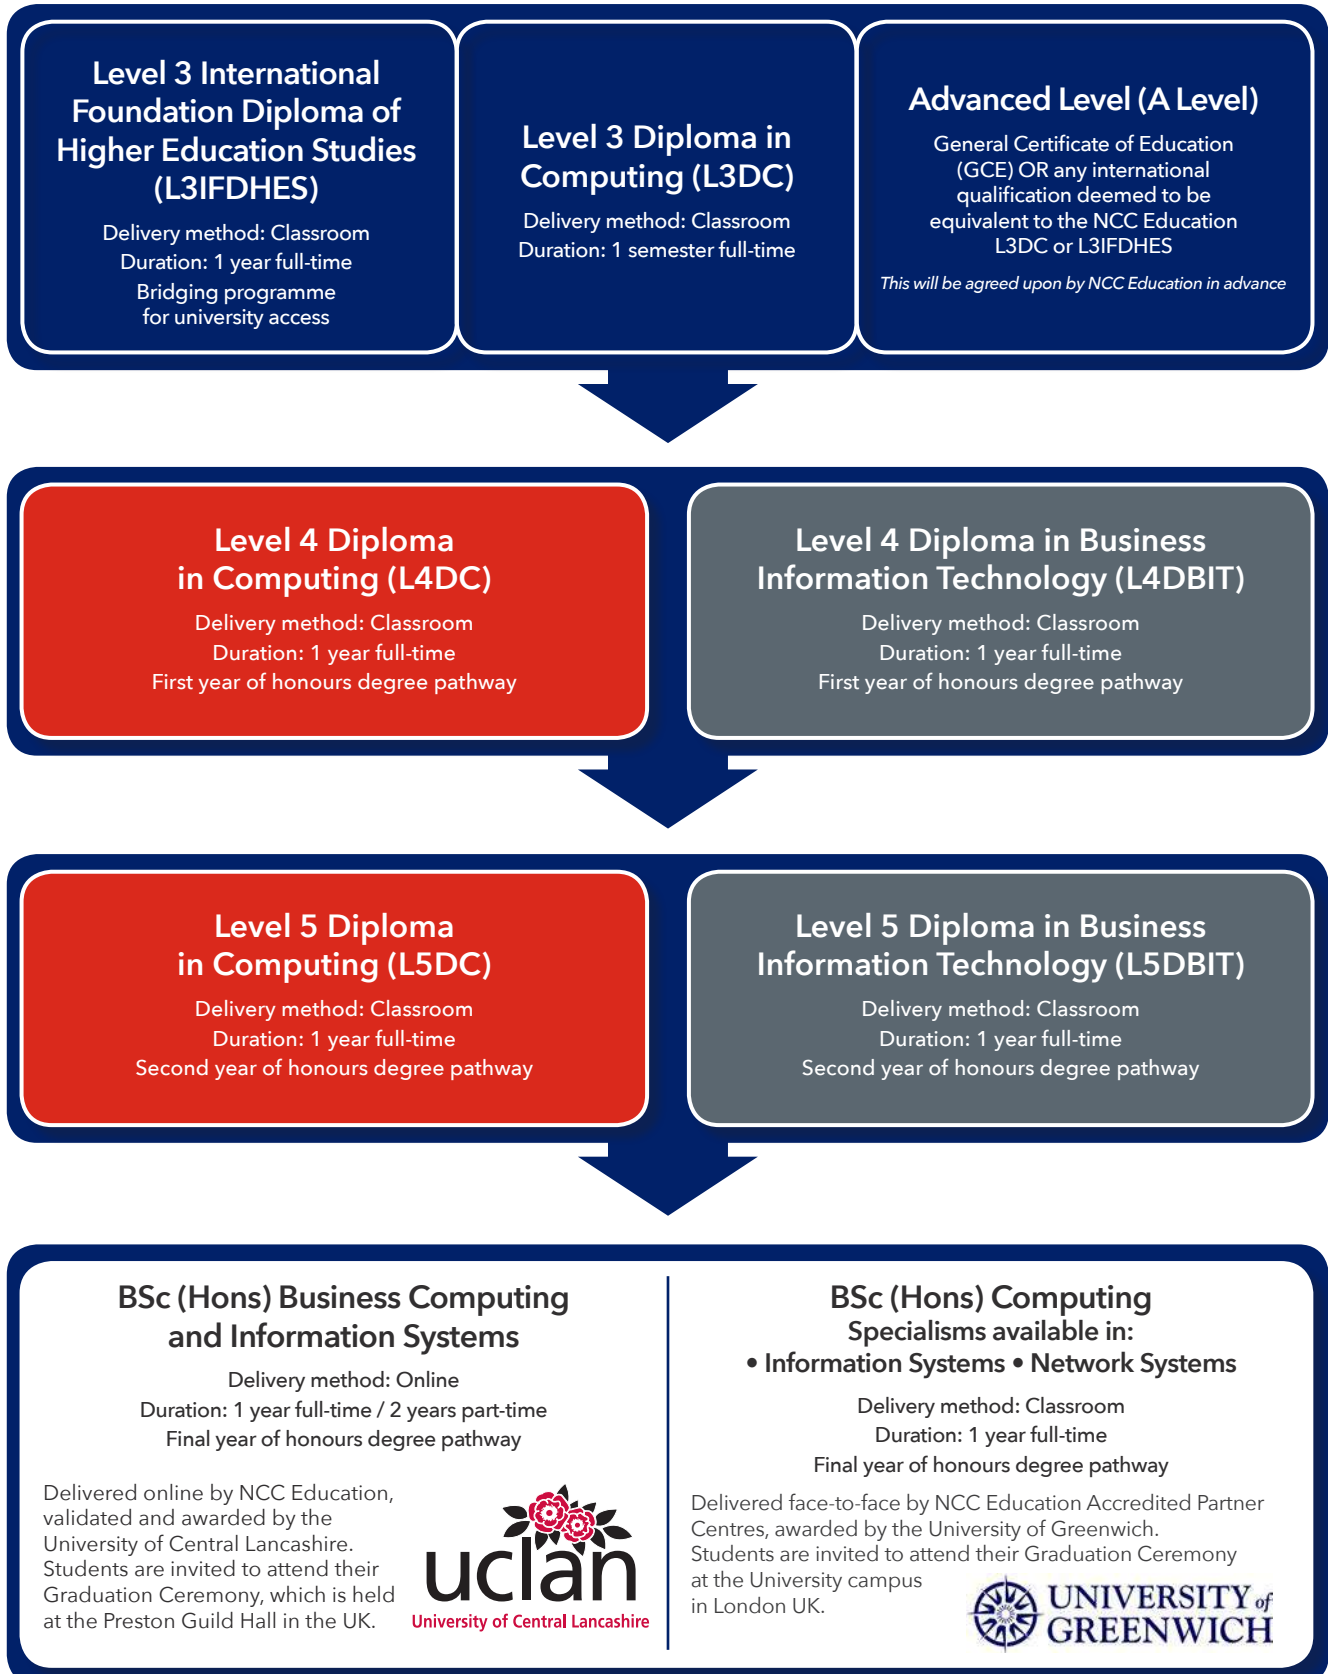 Level 3 International
Foundation Diploma of
Higher Education Studies
(L3IFDHES)
Delivery method: Classroom
Duration: 1 year full-time
Bridging programme
for university access
Level 3 Diploma in
Computing (L3DC)
Delivery method: Classroom
Duration: 1 semester full-time
Advanced Level (A Level)
General Certificate of Education
(GCE) OR any international
qualification deemed to be
equivalent to the NCC Education
L3DC or L3IFDHES
This will be agreed upon by NCC Education in advance
Level 4 Diploma
in Computing (L4DC)
Delivery method: Classroom
Duration: 1 year full-time
First year of honours degree pathway
Level 4 Diploma in Business
Information Technology (L4DBIT)
Delivery method: Classroom
Duration: 1 year full-time
First year of honours degree pathway
Level 5 Diploma
in Computing (L5DC)
Delivery method: Classroom
Duration: 1 year full-time
Second year of honours degree pathway
Level 5 Diploma in Business
Information Technology (L5DBIT)
Delivery method: Classroom
Duration: 1 year full-time
Second year of honours degree pathway
BSc (Hons) Business Computing
and Information Systems
Delivery method: Online
Duration: 1 year full-time / 2 years part-time
Final year of honours degree pathway
Delivered online by NCC Education,
validated and awarded by the
University of Central Lancashire.
Students are invited to attend their
Graduation Ceremony, which is held
at the Preston Guild Hall in the UK.
uclan
University of Central Lancashire
BSc (Hons) Computing
Specialisms available in:
• Information Systems • Network Systems
Delivery method: Classroom
Duration: 1 year full-time
Final year of honours degree pathway
Delivered face-to-face by NCC Education Accredited Partner
Centres, awarded by the University of Greenwich.
Students are invited to attend their Graduation Ceremony
at the University campus
in London UK.
UNIVERSITY of
GREENWICH